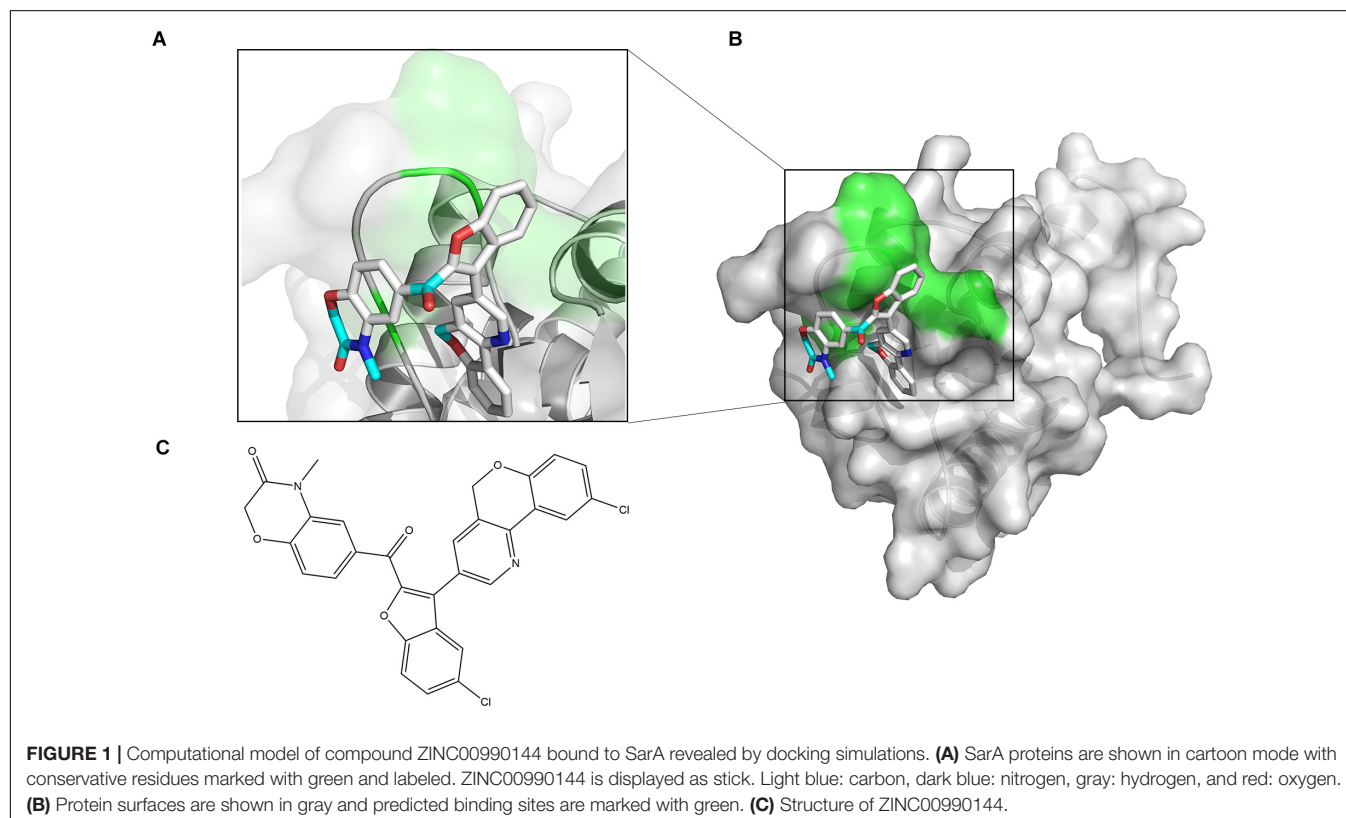 A
B
C
O
N
O
O
O
O
N
Cl
Cl
FIGURE 1 | Computational model of compound ZINC00990144 bound to SarA revealed by docking simulations. (A) SarA proteins are shown in cartoon mode with
conservative residues marked with green and labeled. ZINC00990144 is displayed as stick. Light blue: carbon, dark blue: nitrogen, gray: hydrogen, and red: oxygen.
(B) Protein surfaces are shown in gray and predicted binding sites are marked with green. (C) Structure of ZINC00990144.